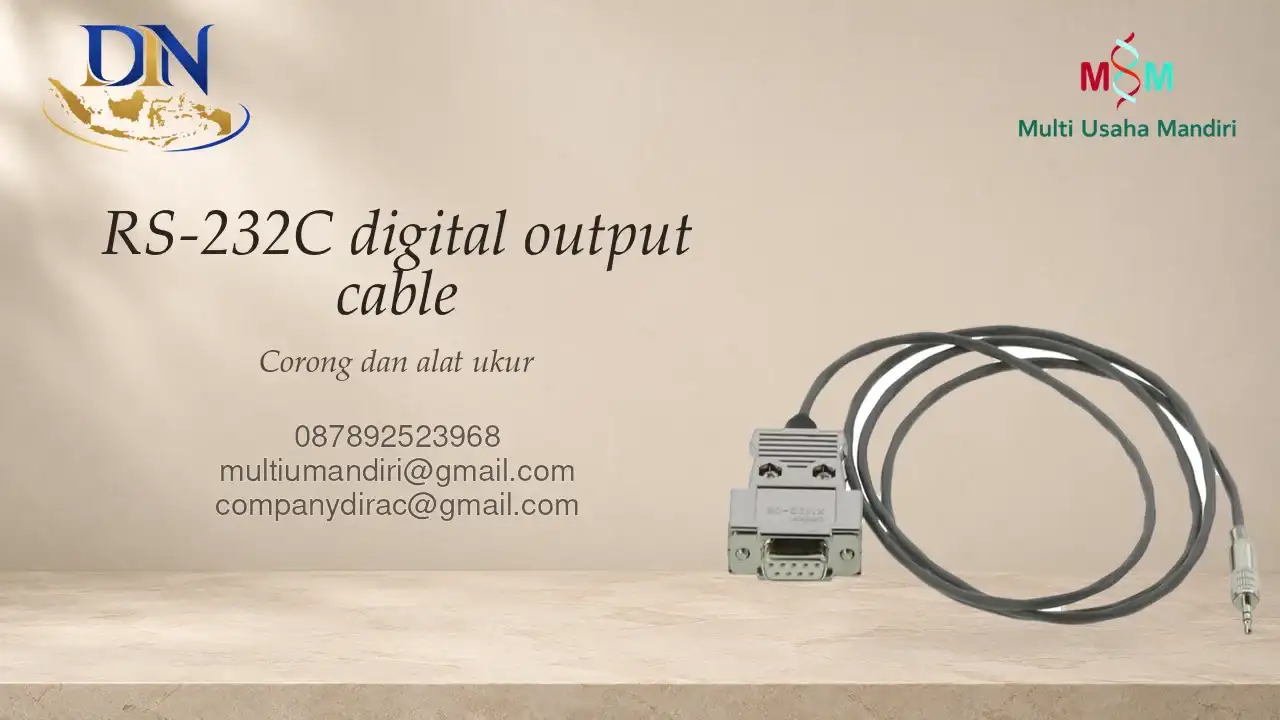 DIN
M M
Multi Usaha Mandiri
RS-232C digital output
cable
Corong dan alat ukur
087892523968
multiumandiri@gmail.com
companydirac@gmail.com